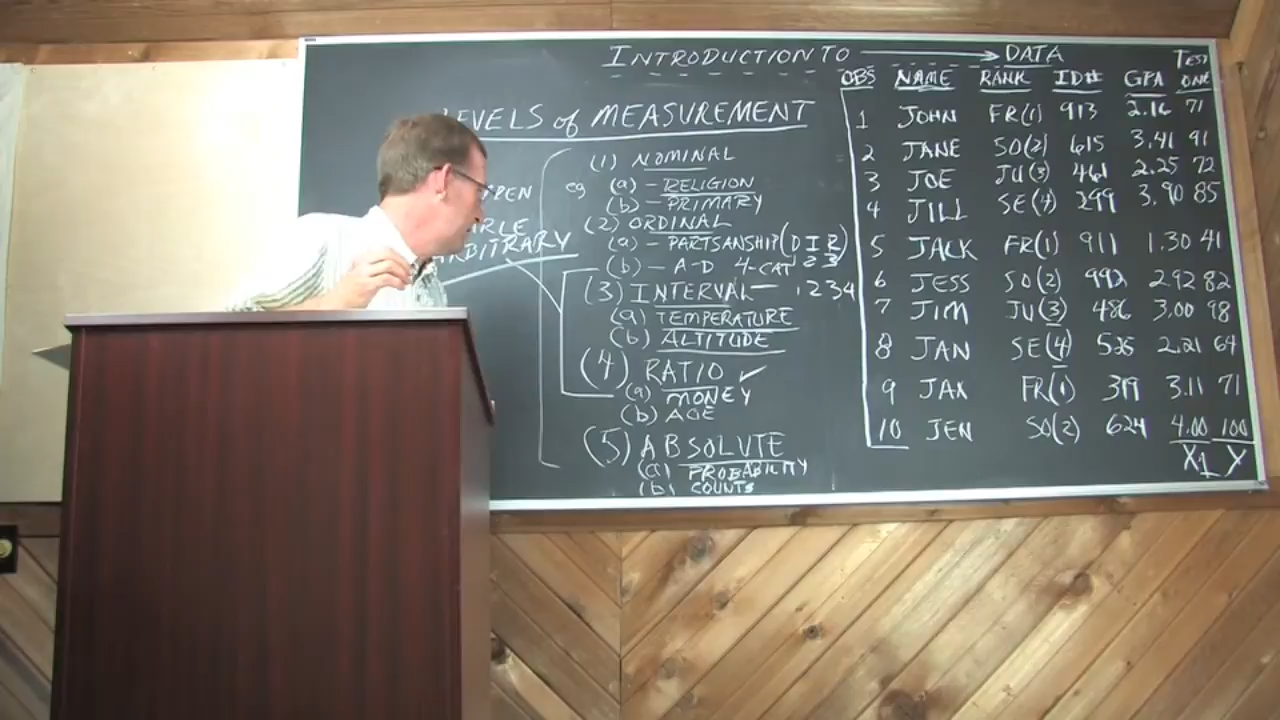 INTRODUCTION TO → DATA
LEVELS of MEASUREMENT
(1) NOMINAL
eg (a) - RELIGION
(b) - PRIMARY
(2) ORDINAL
(a) - PARTSANSHIP (D I R)
1 2 3
(b) - A-D 4-CAT
(3) INTERVAL - 1 2 3 4
(a) TEMPERATURE
(b) ALTITUDE
(4) RATIO ✓
(a) MONEY
(b) AGE
(5) ABSOLUTE
(a) PROBABILITY
(b) COUNTS
ARBITRARY
OBS NAME RANK ID# GPA TEST ONE
1 JOHN FR(1) 913 2.16 71
2 JANE SO(2) 615 3.41 91
3 JOE JU(3) 461 2.25 72
4 JILL SE(4) 299 3.90 85
5 JACK FR(1) 911 1.30 41
6 JESS SO(2) 992 2.92 82
7 JIM JU(3) 486 3.00 98
8 JAN SE(4) 2.21 64
9 JAX FR(1) 3.11 71
10 JEN SO(2) 624 4.00 100
X1 Y